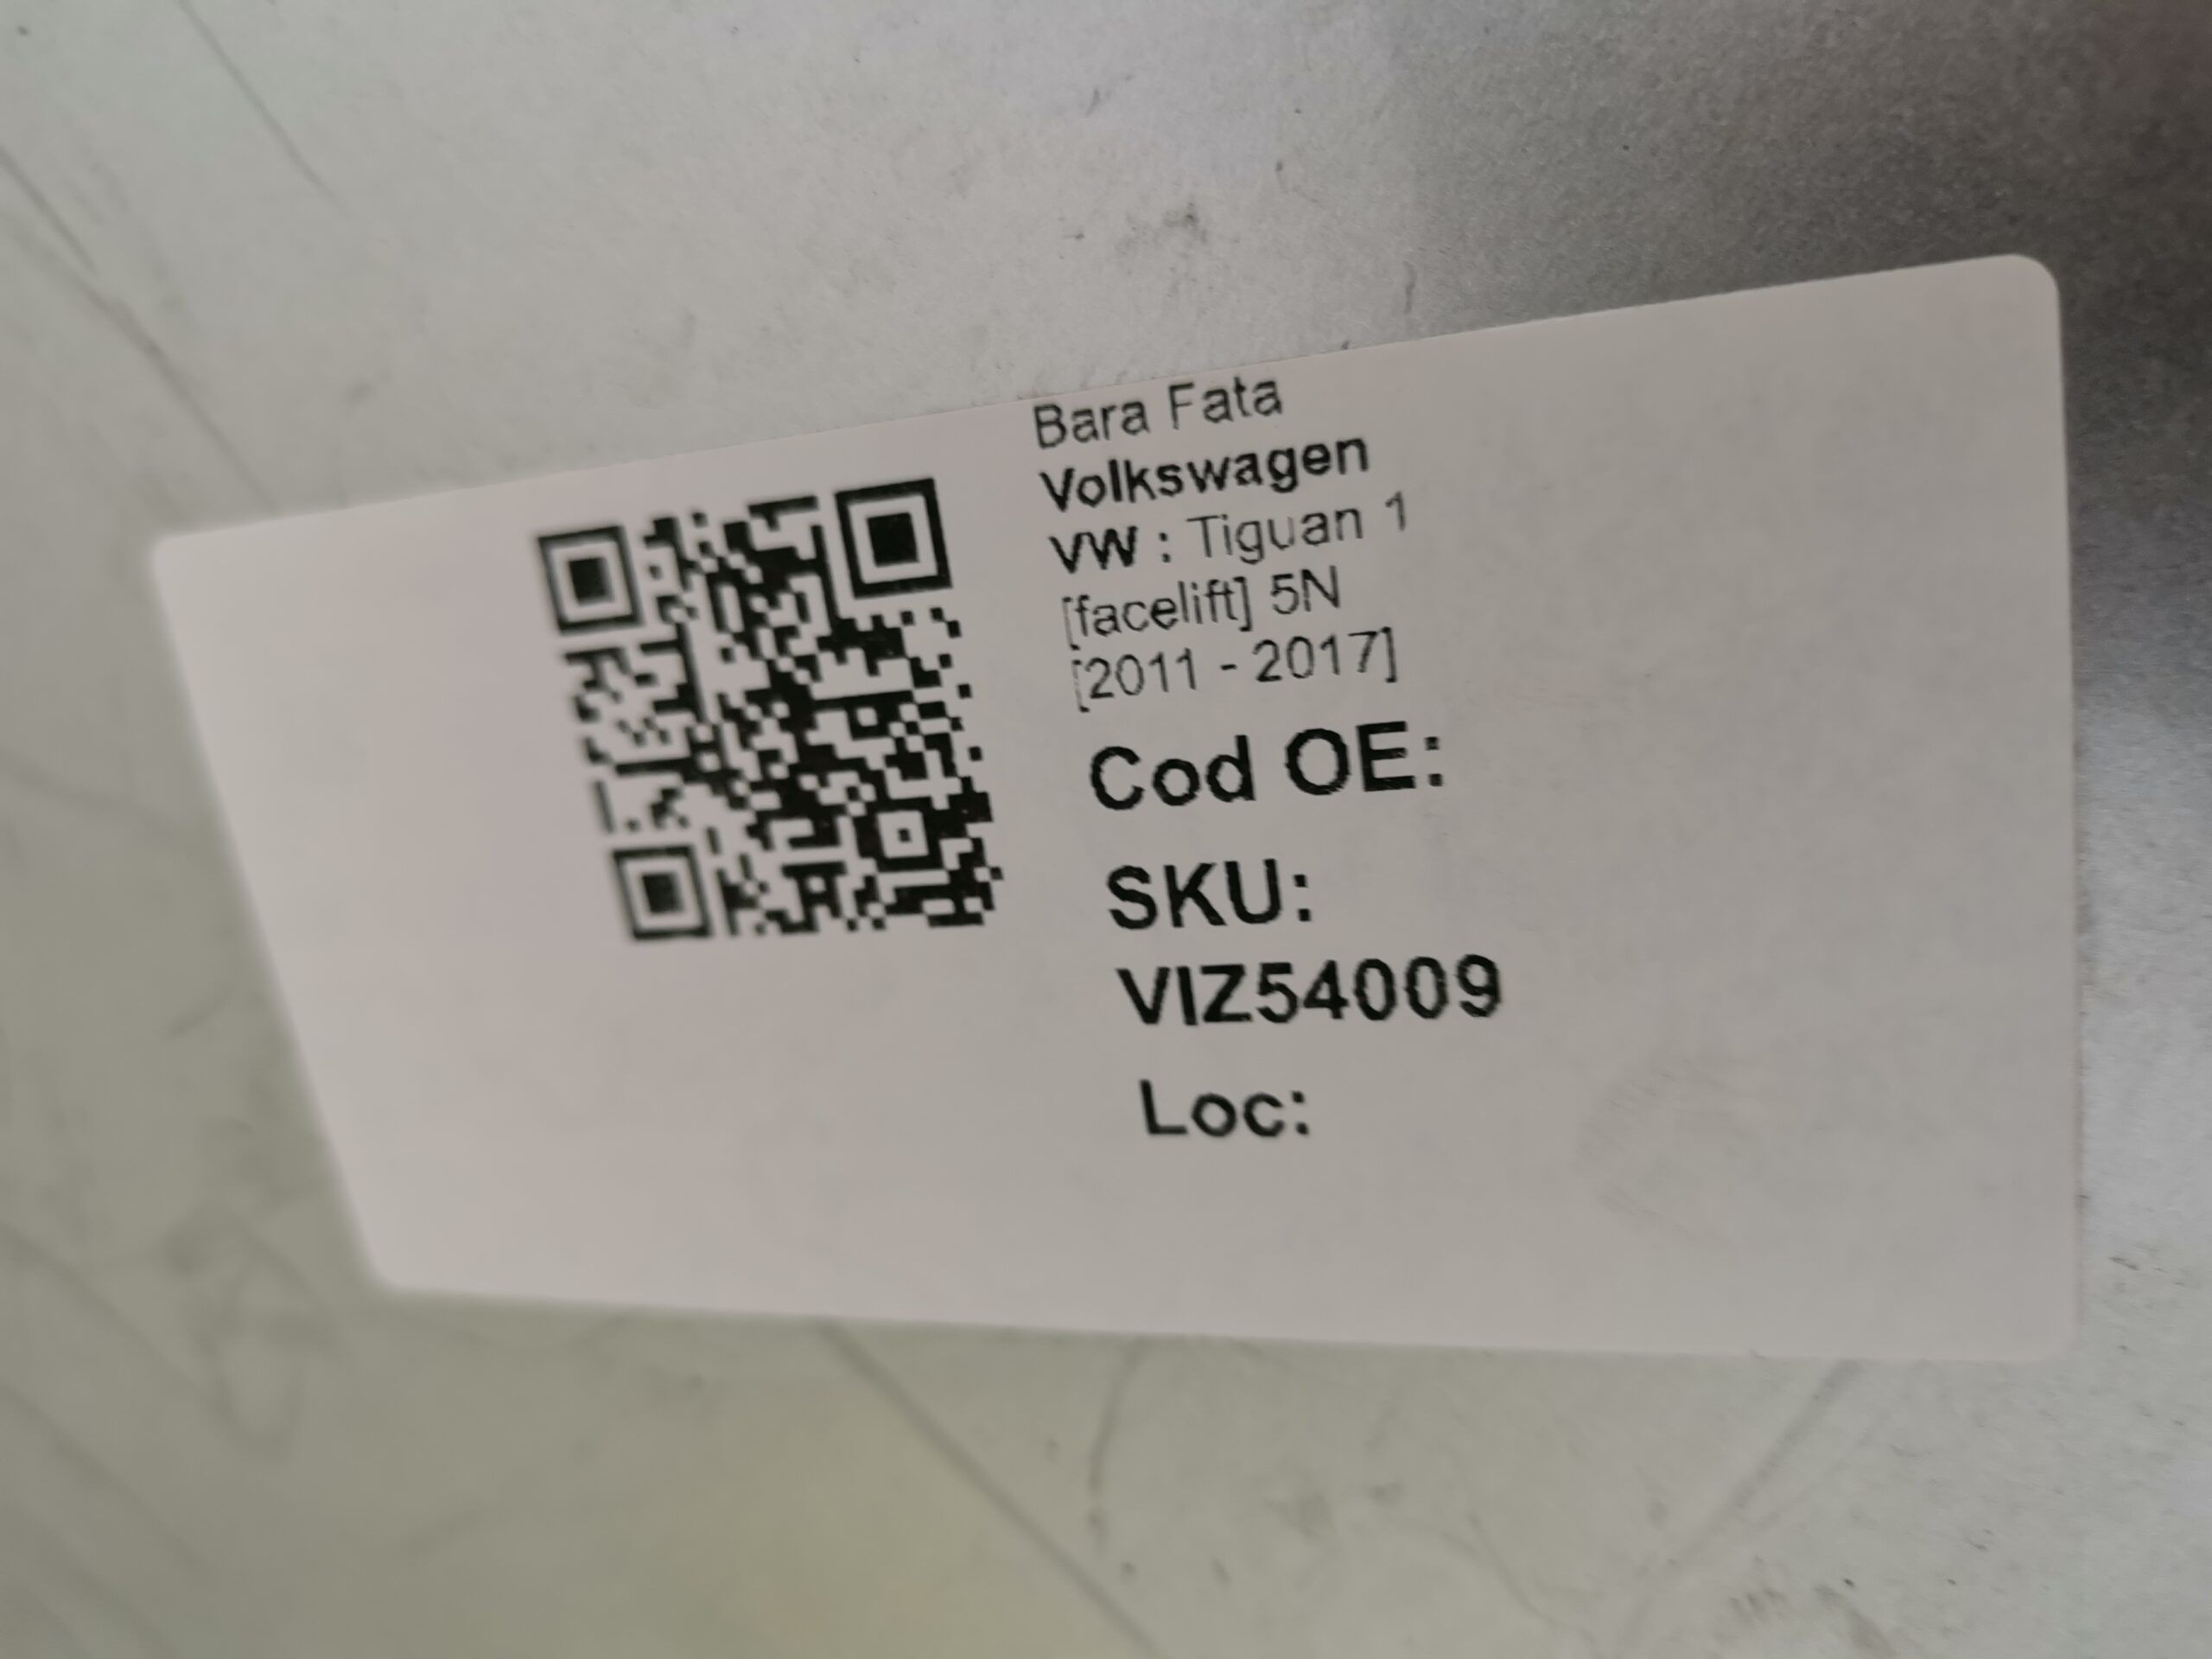 Bara Fata
Volkswagen
VW : Tiguan 1
[facelift] 5N
[2011 - 2017]
Cod OE:
SKU:
VIZ54009
Loc: